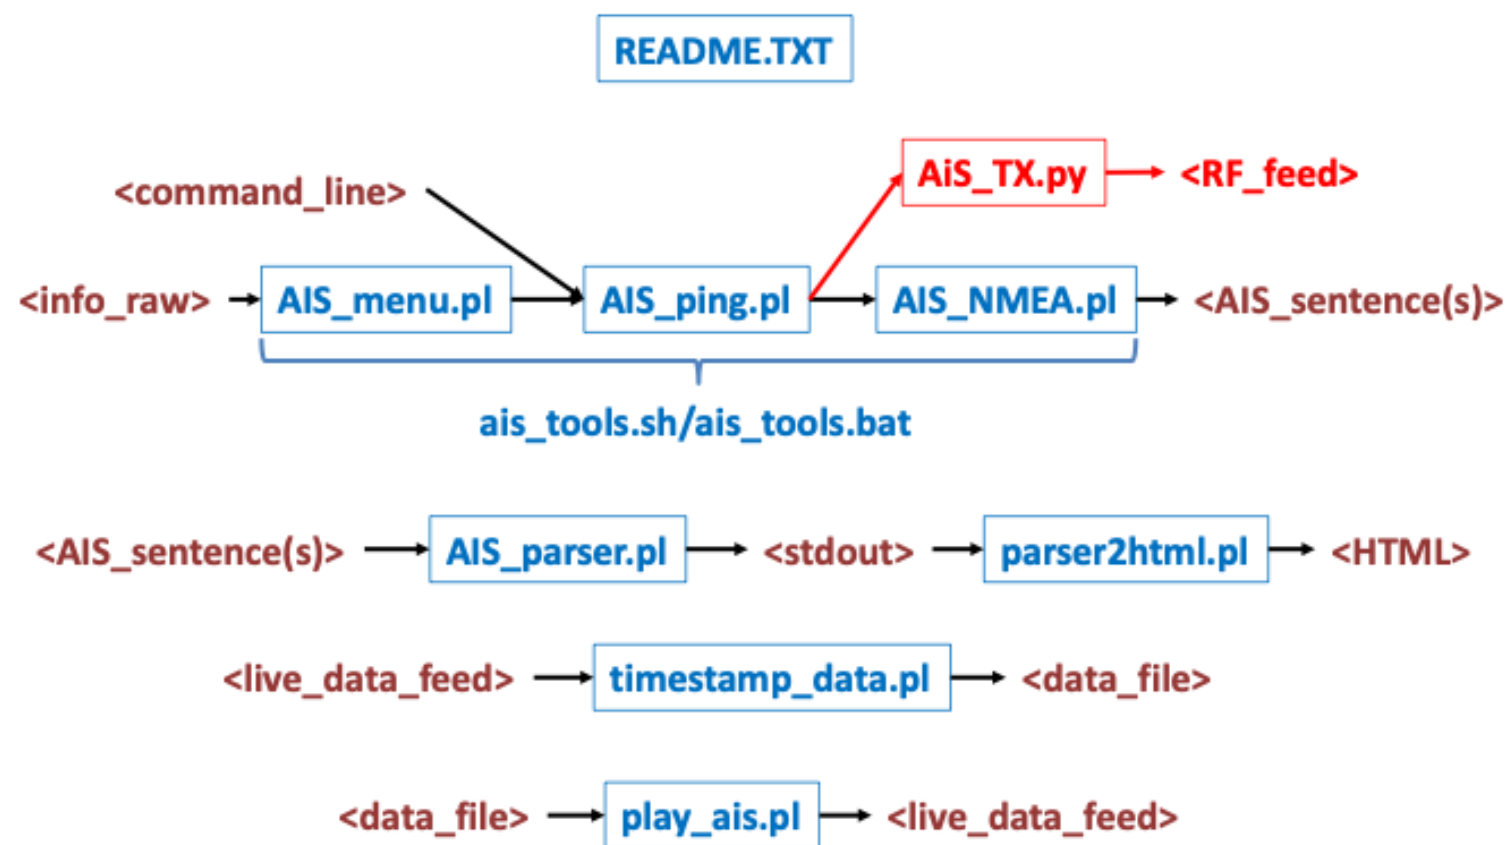 README.TXT
AiS_TX.py <RF_feed>
<command_line>
<info_raw> AIS_menu.pl AIS_ping.pl AIS_NMEA.pl <AIS_sentence(s)>
ais_tools.sh/ais_tools.bat
<AIS_sentence(s)> AIS_parser.pl <stdout> parser2html.pl <HTML>
<live_data_feed> timestamp_data.pl <data_file>
<data_file> play_ais.pl <live_data_feed>